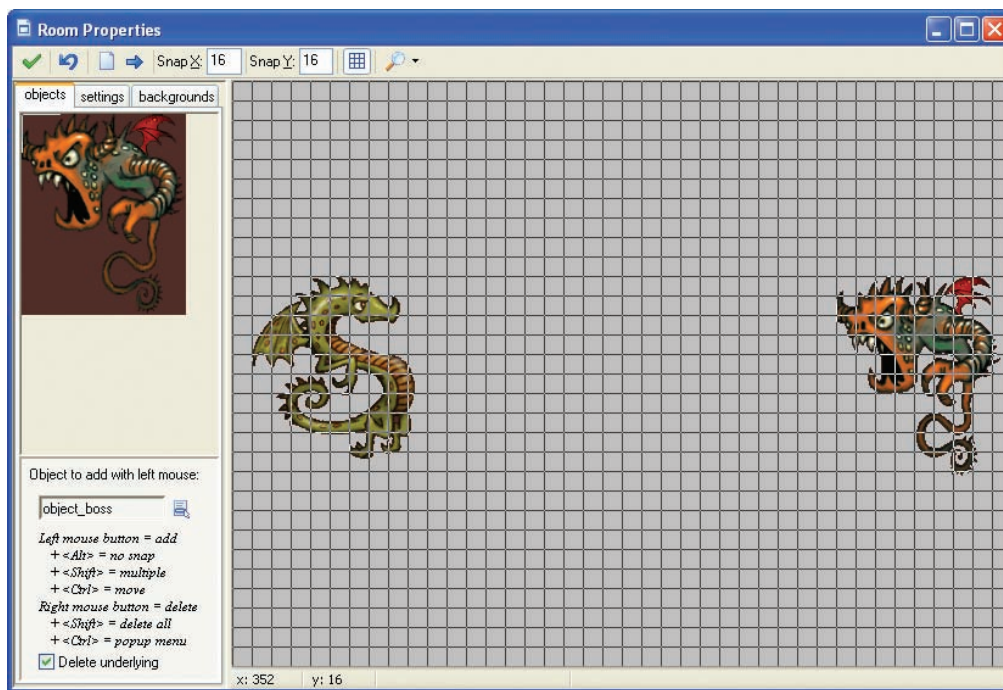 Room Properties
Snap X: 16 Snap Y: 16
objects settings backgrounds
Object to add with left mouse:
object_boss
Left mouse button = add
+ <Alt> = no snap
+ <Shift> = multiple
+ <Ctrl> = move
Right mouse button = delete
+ <Shift> = delete all
+ <Ctrl> = popup menu
Delete underlying
x: 352 y: 16